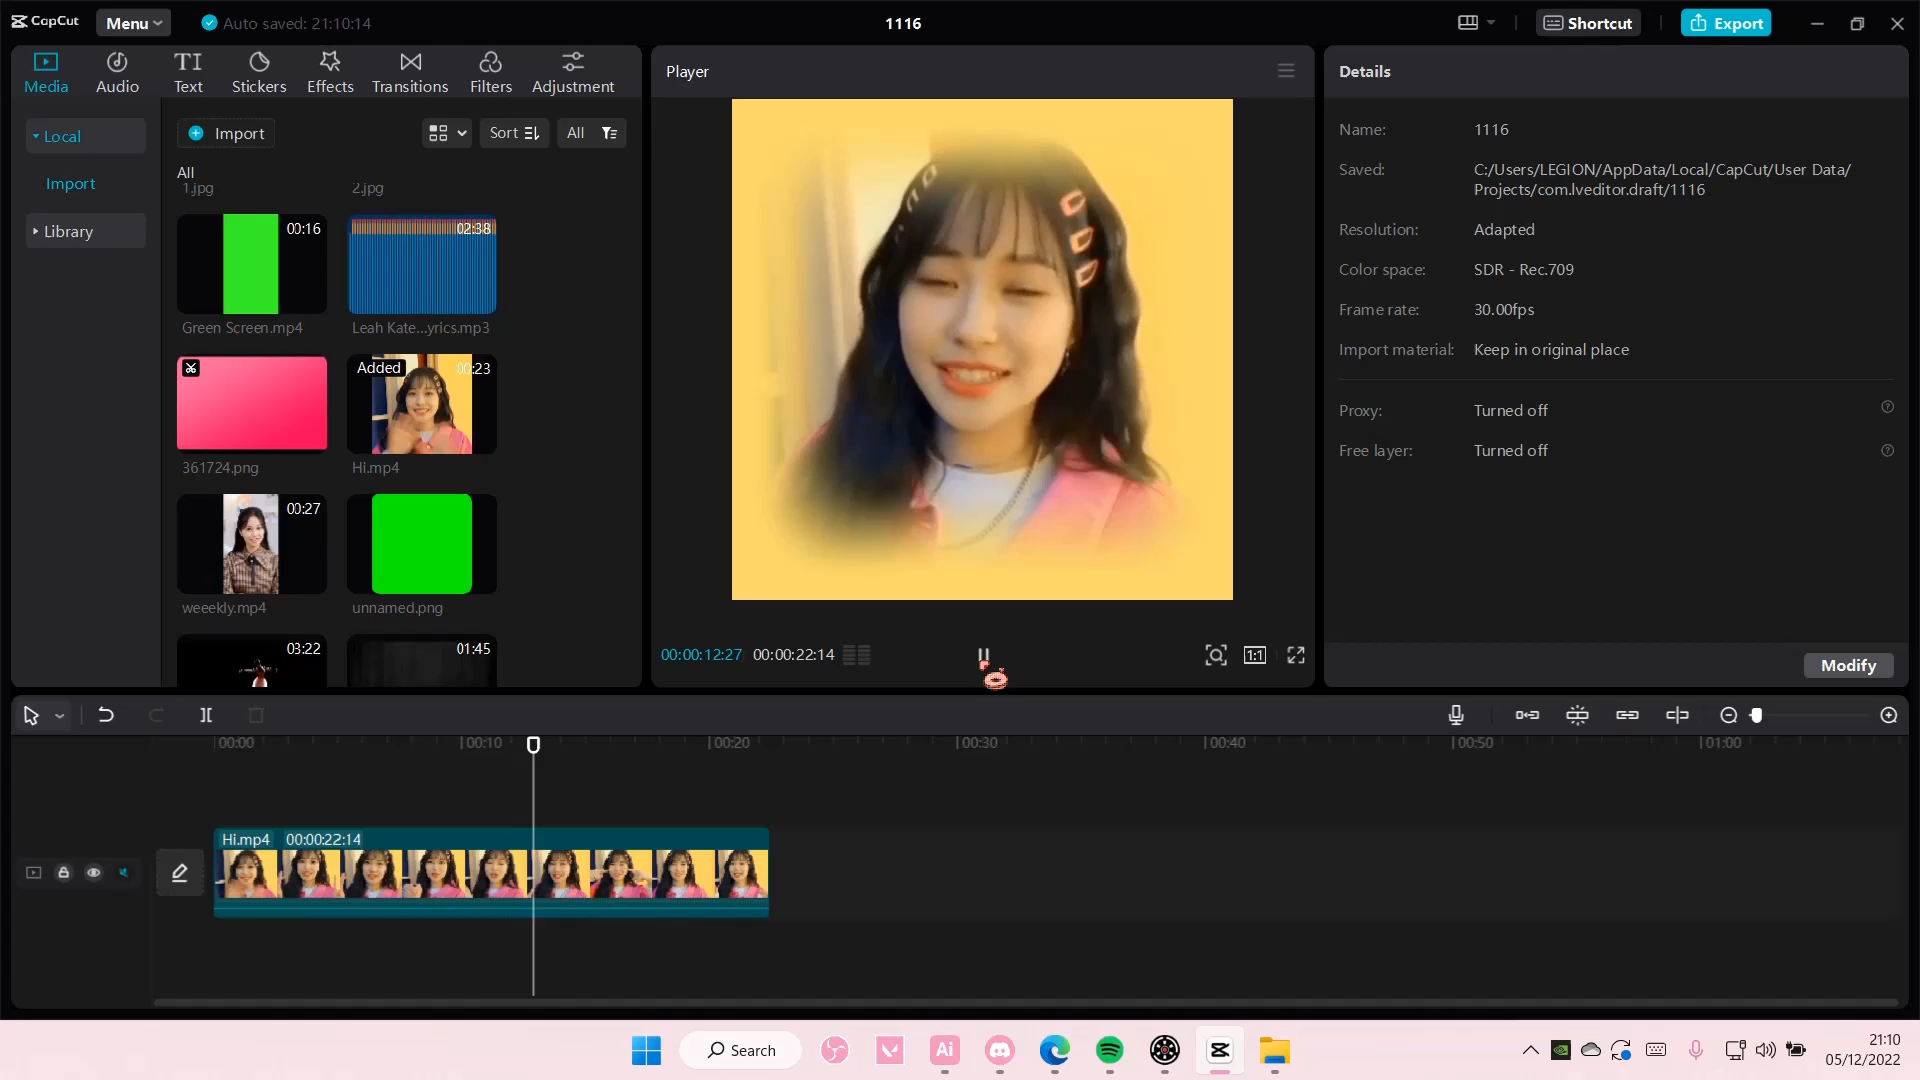 CapCut
Menu
Auto saved: 21:10:14
1116
Shortcut
Export
Media
Audio
Text
Stickers
Effects
Transitions
Filters
Adjustment
Player
Details
Local
Import
Library
Import
Sort
All
All
1.jpg
2.jpg
00:16
02:38
Green Screen.mp4
Leah Kate...yrics.mp3
Added
00:23
361724.png
Hi.mp4
00:27
weeekly.mp4
unnamed.png
03:22
01:45
00:00:12:27
00:00:22:14
1:1
Name:
1116
Saved:
C:/Users/LEGION/AppData/Local/CapCut/User Data/
Projects/com.lveditor.draft/1116
Resolution:
Adapted
Color space:
SDR - Rec.709
Frame rate:
30.00fps
Import material:
Keep in original place
Proxy:
Turned off
Free layer:
Turned off
Modify
00:00
00:10
00:20
00:30
00:40
00:50
01:00
Hi.mp4
00:00:22:14
Search
Ai
21:10
05/12/2022